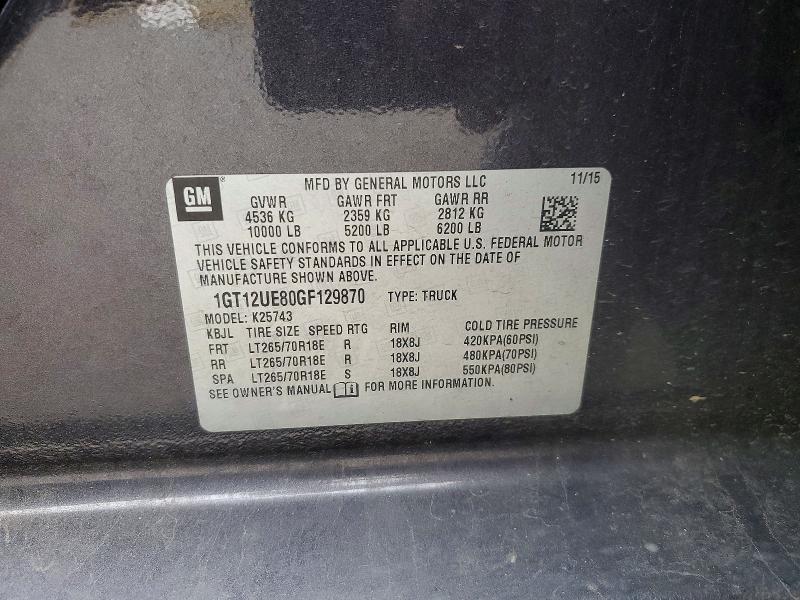 GM® MFD BY GENERAL MOTORS LLC 11/15
GVWR GAWR FRT GAWR RR
4536 KG 2359 KG 2812 KG
10000 LB 5200 LB 6200 LB
THIS VEHICLE CONFORMS TO ALL APPLICABLE U.S. FEDERAL MOTOR
VEHICLE SAFETY STANDARDS IN EFFECT ON THE DATE OF
MANUFACTURE SHOWN ABOVE.
1GT12UE80GF129870 TYPE: TRUCK
MODEL: K25743
KBJL TIRE SIZE SPEED RTG RIM COLD TIRE PRESSURE
FRT LT265/70R18E R 18X8J 420KPA(60PSI)
RR LT265/70R18E R 18X8J 480KPA(70PSI)
SPA LT265/70R18E S 18X8J 550KPA(80PSI)
SEE OWNER'S MANUAL FOR MORE INFORMATION.